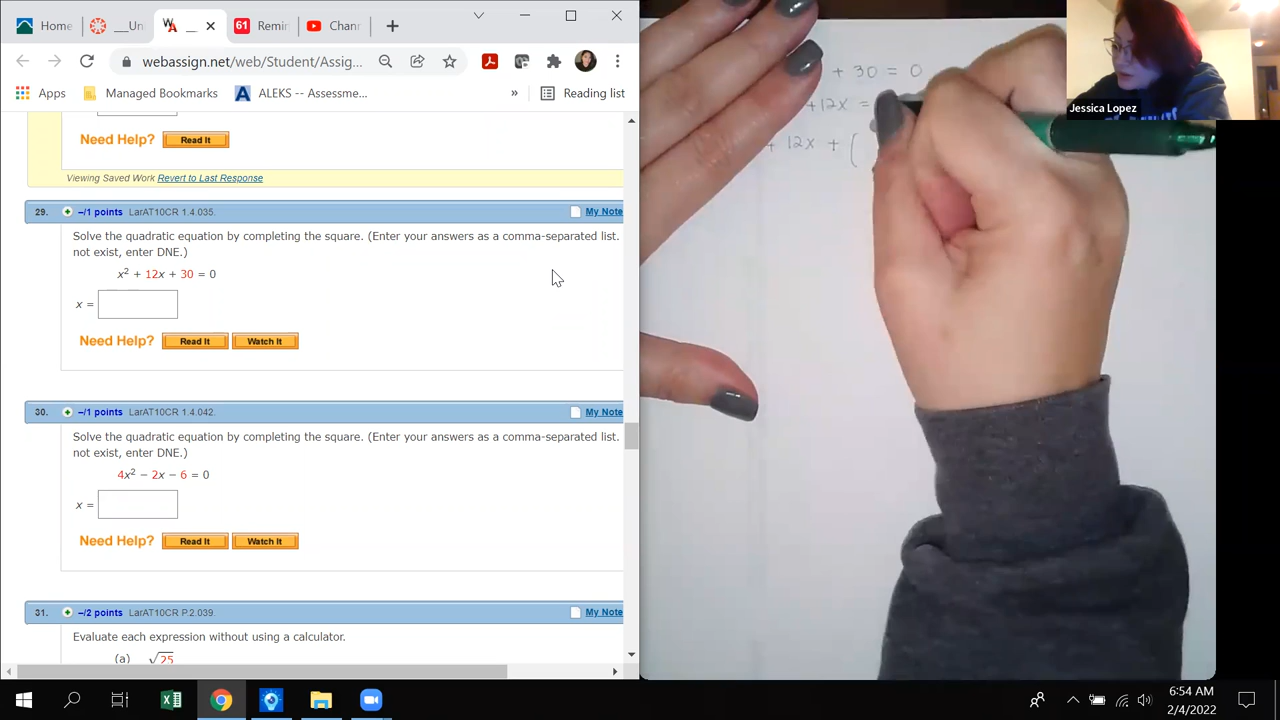 Home
__Un
61
Remin
Chann
webassign.net/web/Student/Assig...
Apps
Managed Bookmarks
ALEKS -- Assessme...
»
Reading list
Need Help?
Read It
Viewing Saved Work Revert to Last Response
29.
–/1 points
LarAT10CR 1.4.035.
My Note
Solve the quadratic equation by completing the square. (Enter your answers as a comma-separated list.
not exist, enter DNE.)
x² + 12x + 30 = 0
x =
Need Help?
Read It
Watch It
30.
–/1 points
LarAT10CR 1.4.042.
My Note
Solve the quadratic equation by completing the square. (Enter your answers as a comma-separated list.
not exist, enter DNE.)
4x² − 2x − 6 = 0
x =
Need Help?
Read It
Watch It
31.
–/2 points
LarAT10CR P.2.039.
My Note
Evaluate each expression without using a calculator.
(a) √25
+ 30 = 0
+12x =
+ 12x + (
Jessica Lopez
6:54 AM
2/4/2022